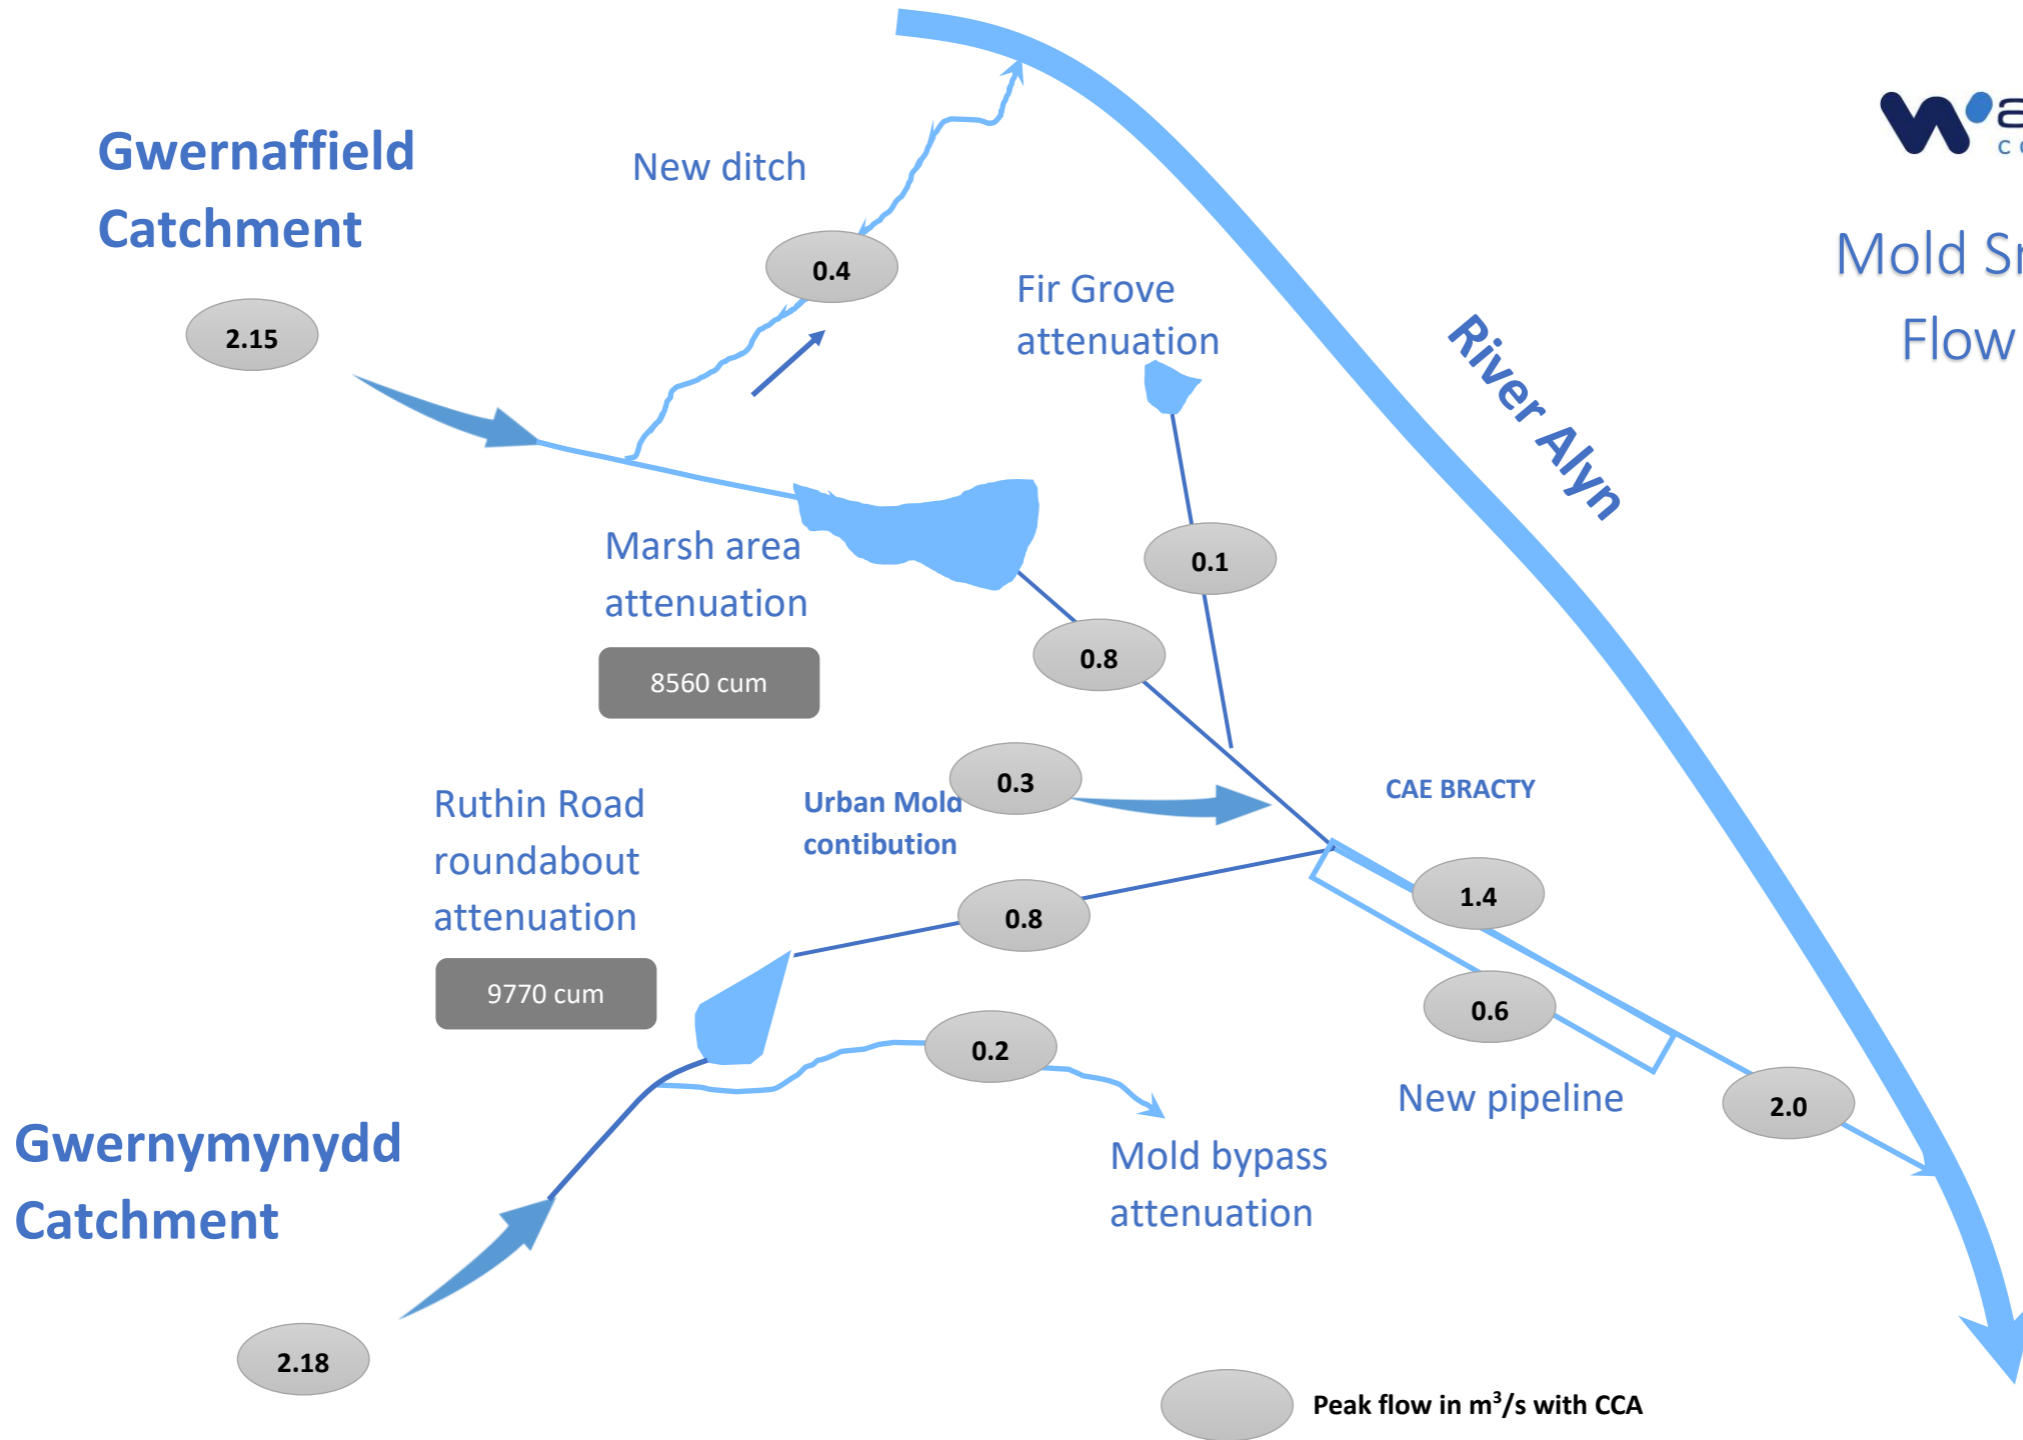 Gwernaffield
Catchment
2.15
New ditch
0.4
Fir Grove
attenuation
River Alyn
Mold
Flow
Marsh area
attenuation
8560 cum
0.8
0.1
0.3
Urban Mold
contibution
CAE BRACTY
Ruthin Road
roundabout
attenuation
9770 cum
0.8
1.4
0.6
0.2
New pipeline
2.0
Mold bypass
attenuation
Gwernymynydd
Catchment
2.18
Peak flow in m³/s with CCA